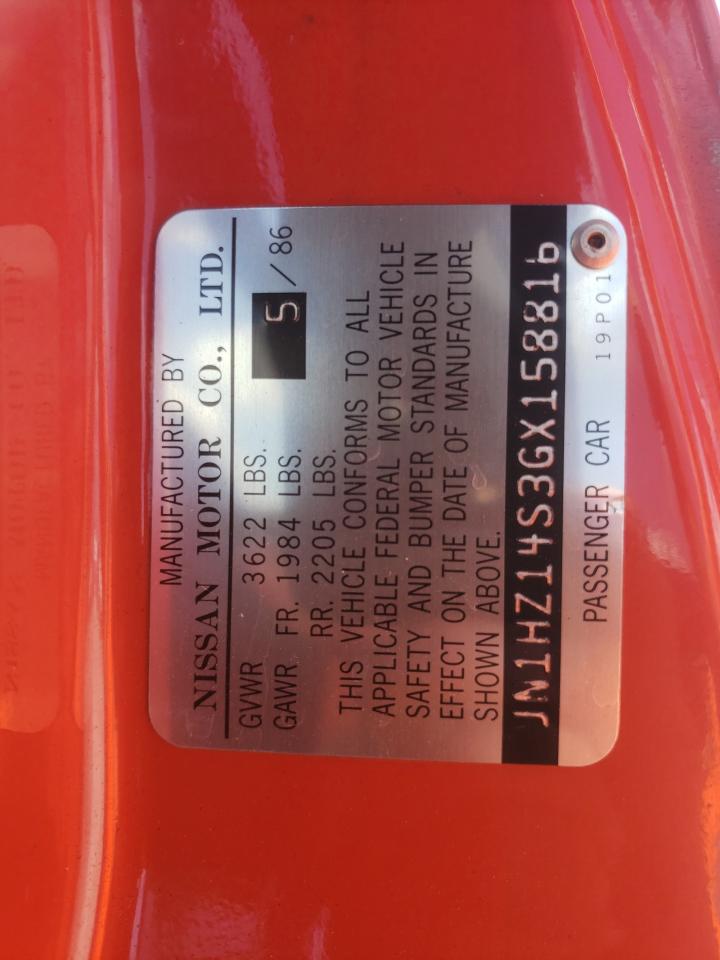 MANUFACTURED BY
NISSAN MOTOR CO., LTD.
GVWR 3622 LBS. 5 / 86
GAWR FR. 1984 LBS.
RR. 2205 LBS.
THIS VEHICLE CONFORMS TO ALL
APPLICABLE FEDERAL MOTOR VEHICLE
SAFETY AND BUMPER STANDARDS IN
EFFECT ON THE DATE OF MANUFACTURE
SHOWN ABOVE.
JN1HZ14S3GX158816
PASSENGER CAR 19P01